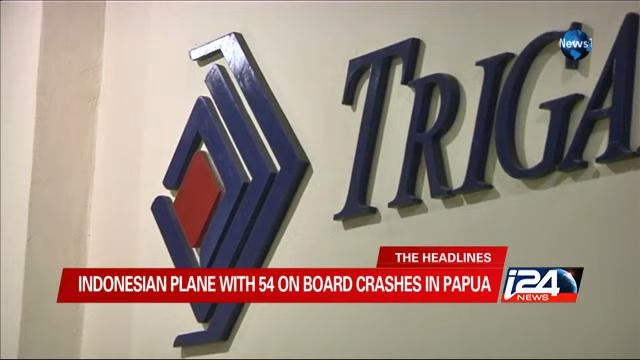 News1
TRIGA
THE HEADLINES
INDONESIAN PLANE WITH 54 ON BOARD CRASHES IN PAPUA
i24
NEWS